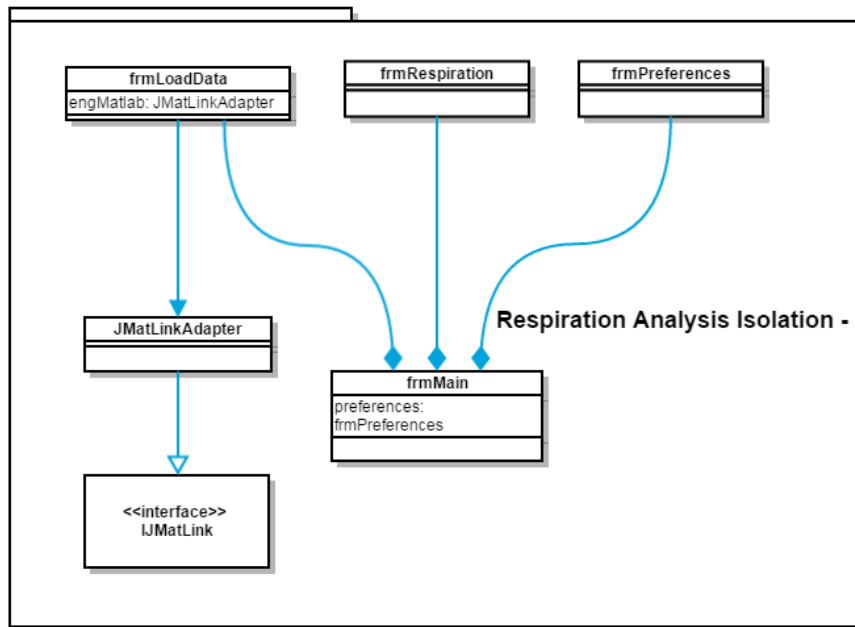 frmLoadData
engMatlab: JMatLinkAdapter
frmRespiration
frmPreferences
JMatLinkAdapter
Respiration Analysis Isolation -
frmMain
preferences:
frmPreferences
<<interface>>
IJMatLink